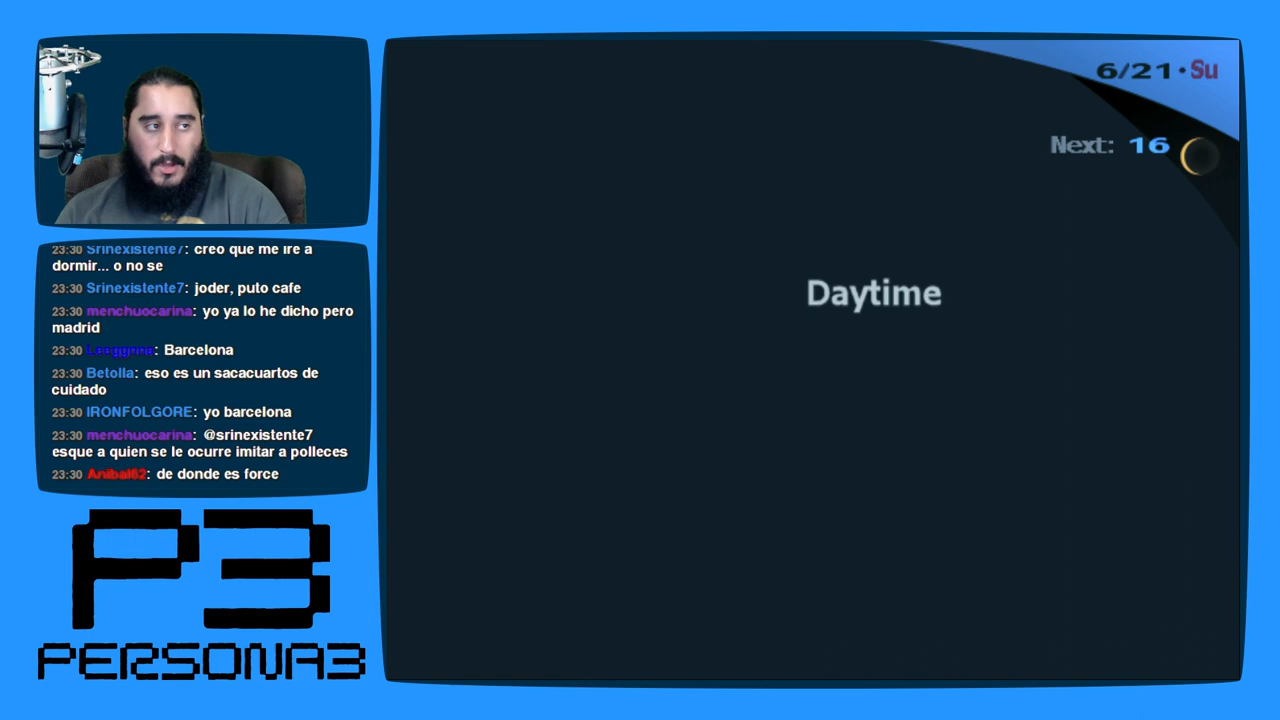 6/21·Su
Next: 16
Daytime
23:30 Srinexistente7: creo que me ire a
dormir... o no se
23:30 Srinexistente7: joder, puto cafe
23:30 menchuocarina: yo ya lo he dicho pero
madrid
23:30 : Barcelona
23:30 Betolla: eso es un sacacuartos de
cuidado
23:30 IRONFOLGORE: yo barcelona
23:30 menchuocarina: @srinexistente7
esque a quien se le ocurre imitar a polleces
23:30 Anibal62: de donde es force
P3
PERSONA3